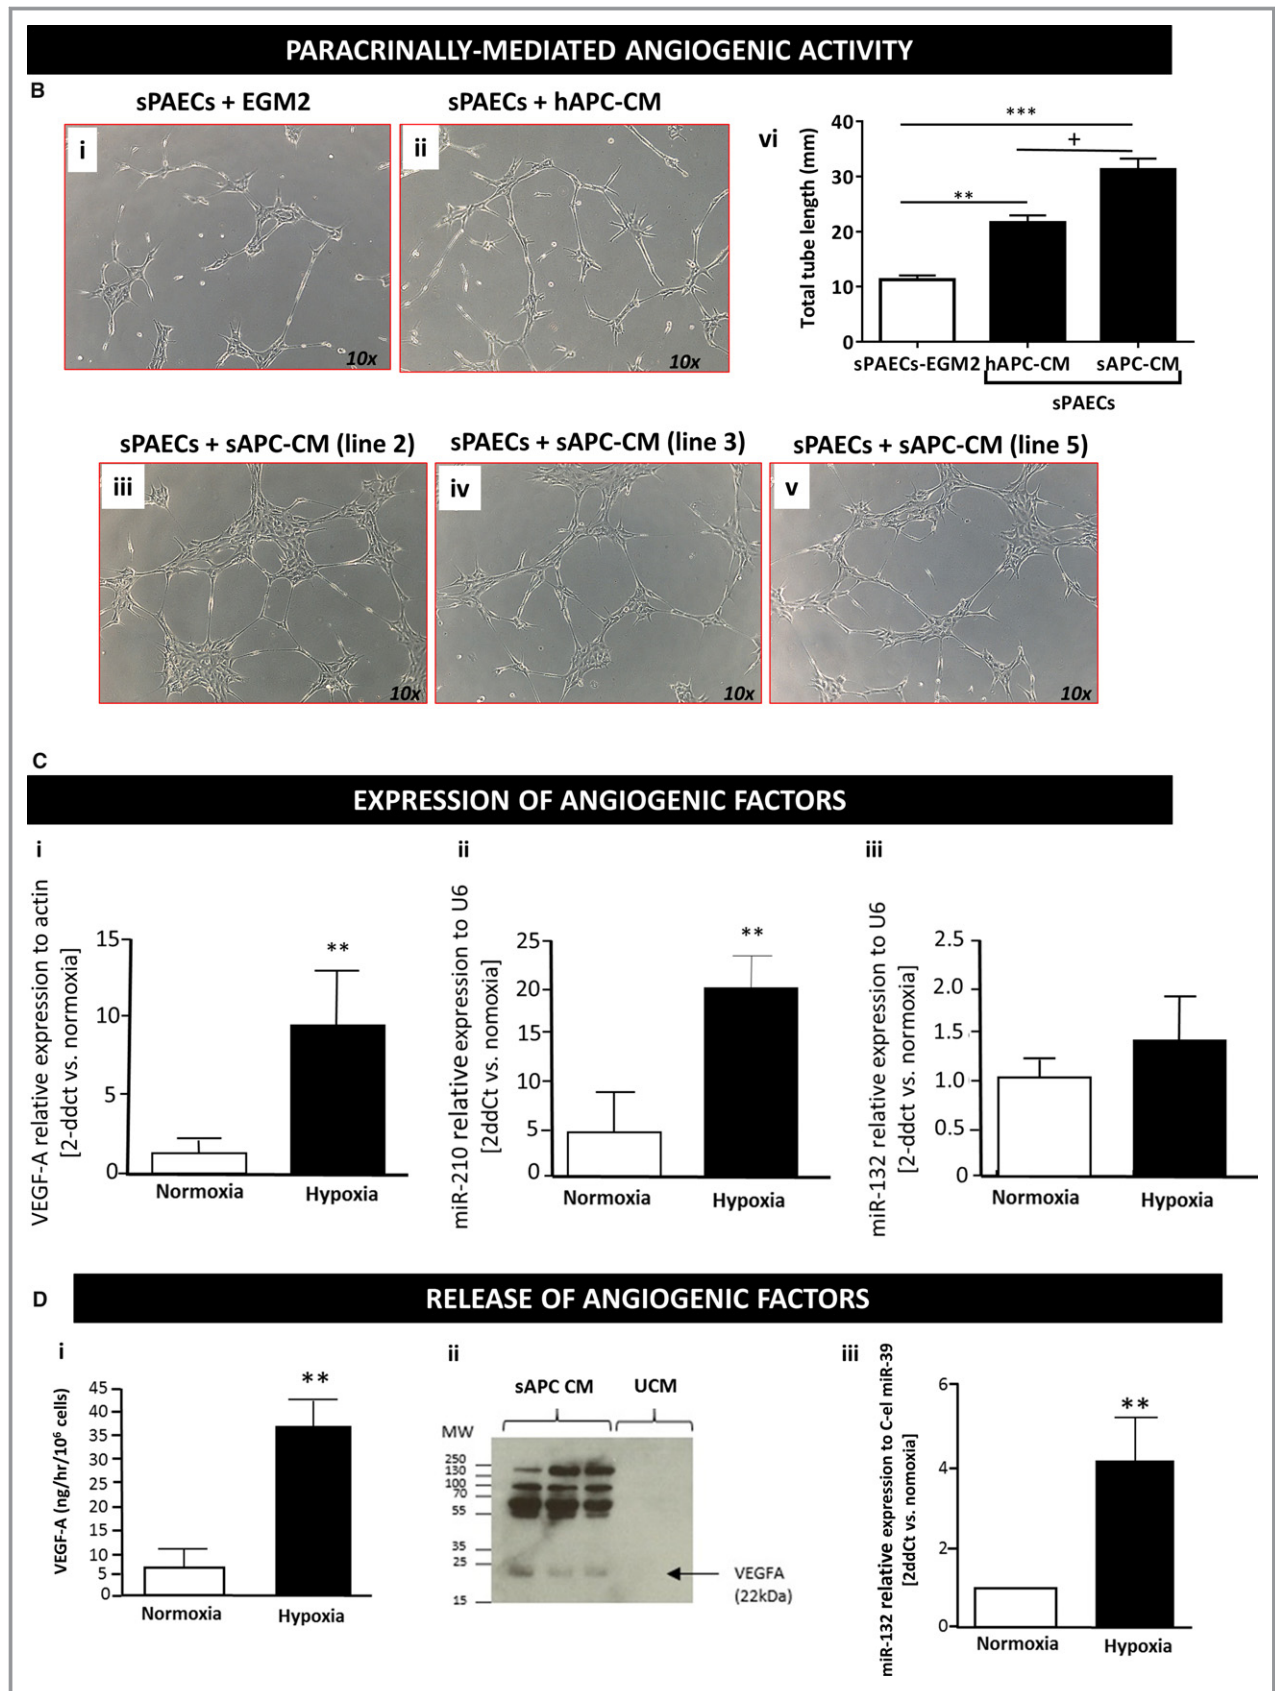 PARACRINALLY-MEDIATED ANGIOGENIC ACTIVITY
B
sPAECs + EGM2
sPAECs + hAPC-CM
i
10x
ii
10x
vi
Total tube length (mm)
40
30
20
10
0
***
+
**
sPAECs-EGM2
hAPC-CM
sAPC-CM
sPAECs
sPAECs + sAPC-CM (line 2)
sPAECs + sAPC-CM (line 3)
sPAECs + sAPC-CM (line 5)
iii
10x
iv
10x
v
10x
C
EXPRESSION OF ANGIOGENIC FACTORS
i
VEGF-A relative expression to actin
[2-ddct vs. normoxia]
15
10
5
0
**
Normoxia
Hypoxia
ii
miR-210 relative expression to U6
[2ddCt vs. nomoxia]
25
20
15
10
5
0
**
Normoxia
Hypoxia
iii
miR-132 relative expression to U6
[2-ddct vs. normoxia]
2.5
2.0
1.5
1.0
0.5
0
Normoxia
Hypoxia
D
RELEASE OF ANGIOGENIC FACTORS
i
VEGF-A (ng/hr/10⁶ cells)
45
40
35
30
25
20
15
10
5
0
**
Normoxia
Hypoxia
ii
sAPC CM
UCM
MW
250
130
100
70
55
35
25
15
VEGFA
(22kDa)
iii
miR-132 relative expression to C-el miR-39
[2ddCt vs. nomoxia]
6
4
2
0
**
Normoxia
Hypoxia